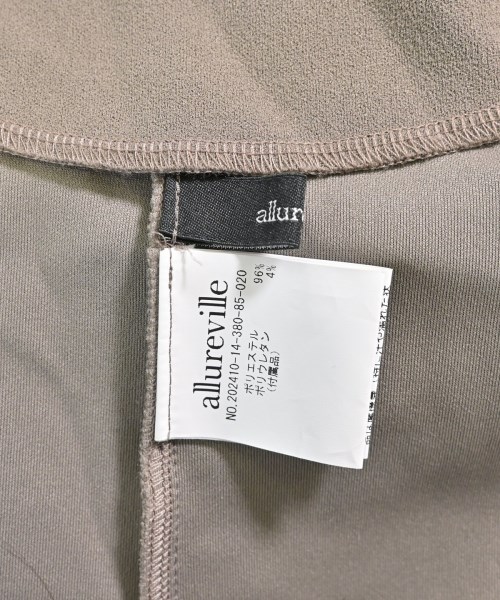 allur
allureville
NO.202410-14-380-85-020
ポリエステル 96%
ポリウレタン 4%
(付属品)